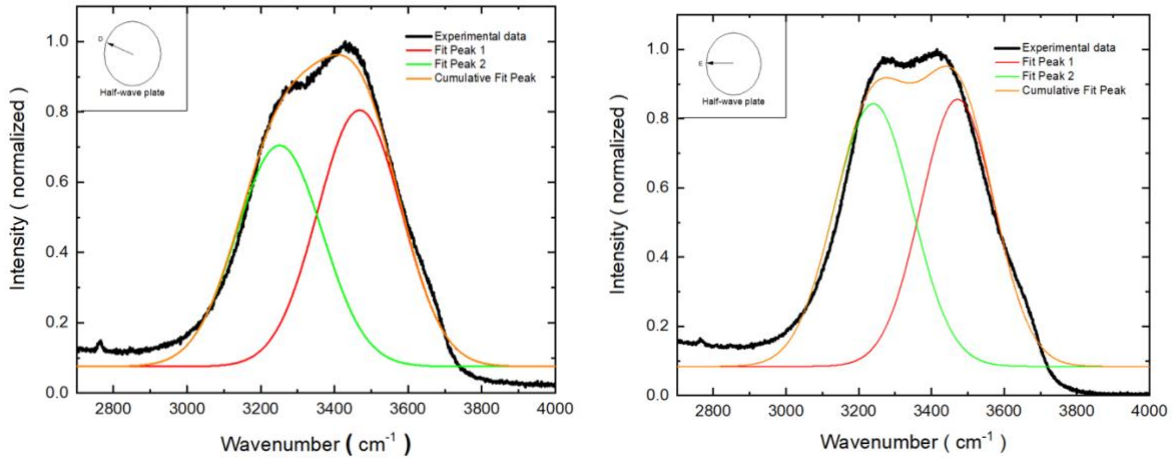 D
Half-wave plate
Experimental data
Fit Peak 1
Fit Peak 2
Cumulative Fit Peak
Intensity ( normalized )
1.0
0.8
0.6
0.4
0.2
0.0
2800 3000 3200 3400 3600 3800 4000
Wavenumber ( cm-1 )
E
Half-wave plate
Experimental data
Fit Peak 1
Fit Peak 2
Cumulative Fit Peak
Intensity ( normalized )
1.0
0.8
0.6
0.4
0.2
0.0
2800 3000 3200 3400 3600 3800 4000
Wavenumber ( cm-1 )